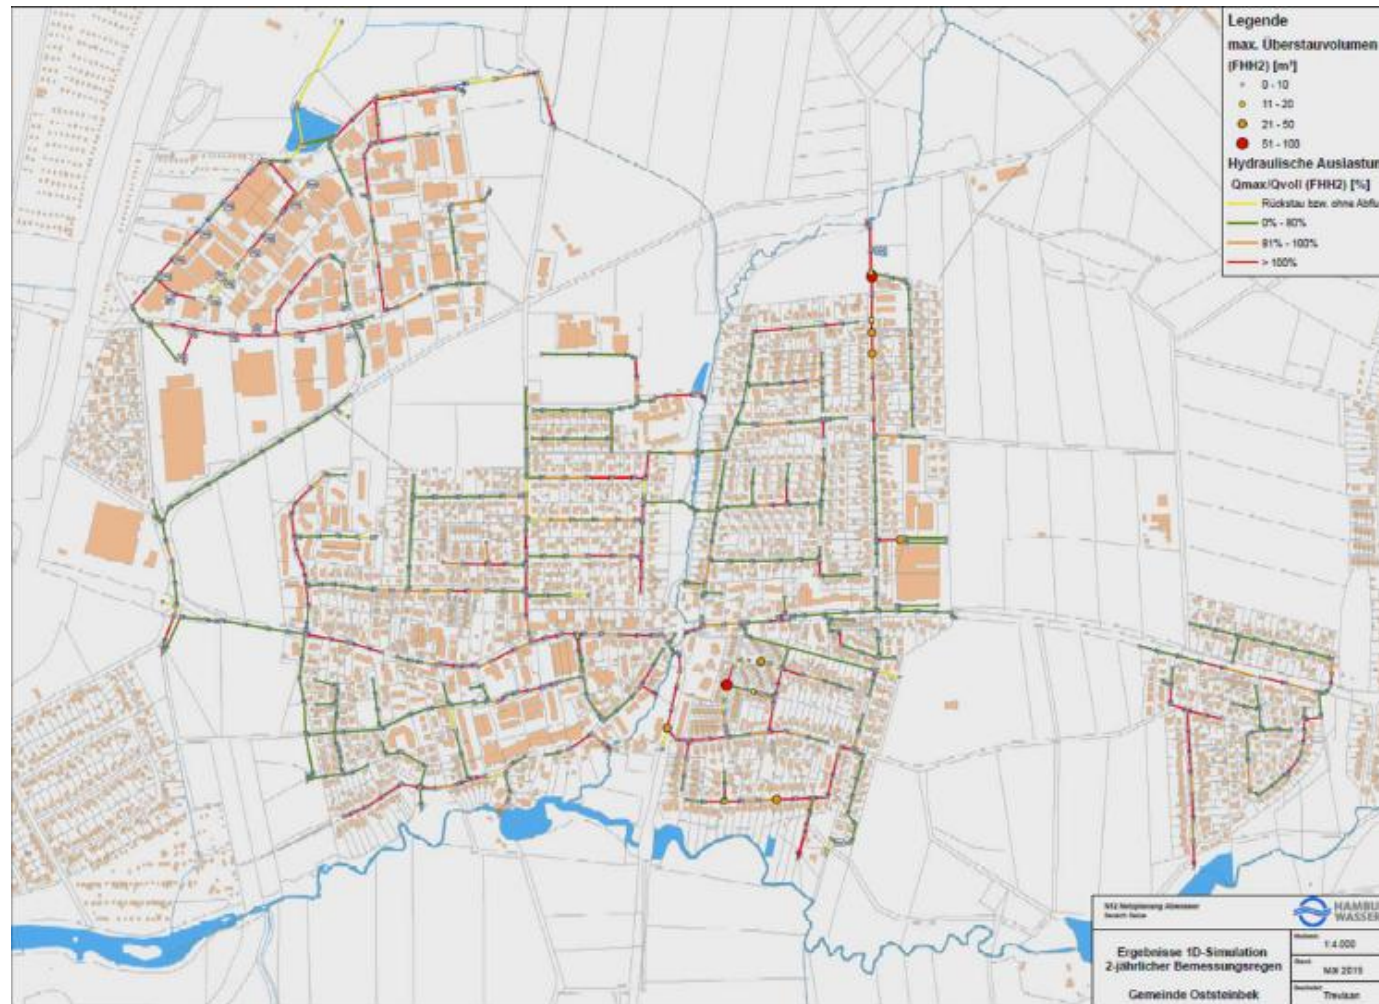 Legende
max. Überstauvolumen
(FHH2) [m³]
0 - 10
11 - 20
21 - 50
51 - 100
Hydraulische Auslastun
Qmax/Qvoll (FHH2) [%]
Rückstau bzw. ohne Abflu
0% - 80%
81% - 100%
> 100%
HAMBU
WASSER
Ergebnisse 1D-Simulation
2-jährlicher Bemessungsregen
Gemeinde Oststeinbek
1:4.000
Trevisan